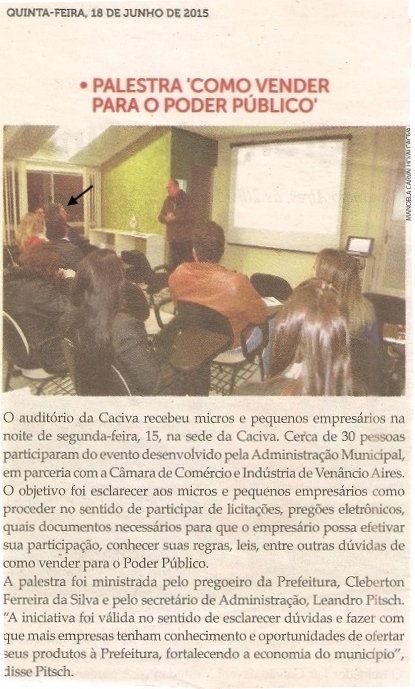 QUINTA-FEIRA, 18 DE JUNHO DE 2015
• PALESTRA 'COMO VENDER
PARA O PODER PÚBLICO'
O auditório da Caciva recebeu micros e pequenos empresários na
noite de segunda-feira, 15, na sede da Caciva. Cerca de 30 pessoas
participaram do evento desenvolvido pela Administração Municipal,
em parceria com a Câmara de Comércio e Indústria de Venâncio Aires.
O objetivo foi esclarecer aos micros e pequenos empresários como
proceder no sentido de participar de licitações, pregões eletrônicos,
quais documentos necessários para que o empresário possa efetivar
sua participação, conhecer suas regras, leis, entre outras dúvidas de
como vender para o Poder Público.
A palestra foi ministrada pelo pregoeiro da Prefeitura, Cleberton
Ferreira da Silva e pelo secretário de Administração, Leandro Pitsch.
“A iniciativa foi válida no sentido de esclarecer dúvidas e fazer com
que mais empresas tenham conhecimento e oportunidades de ofertar
seus produtos à Prefeitura, fortalecendo a economia do município”,
disse Pitsch.